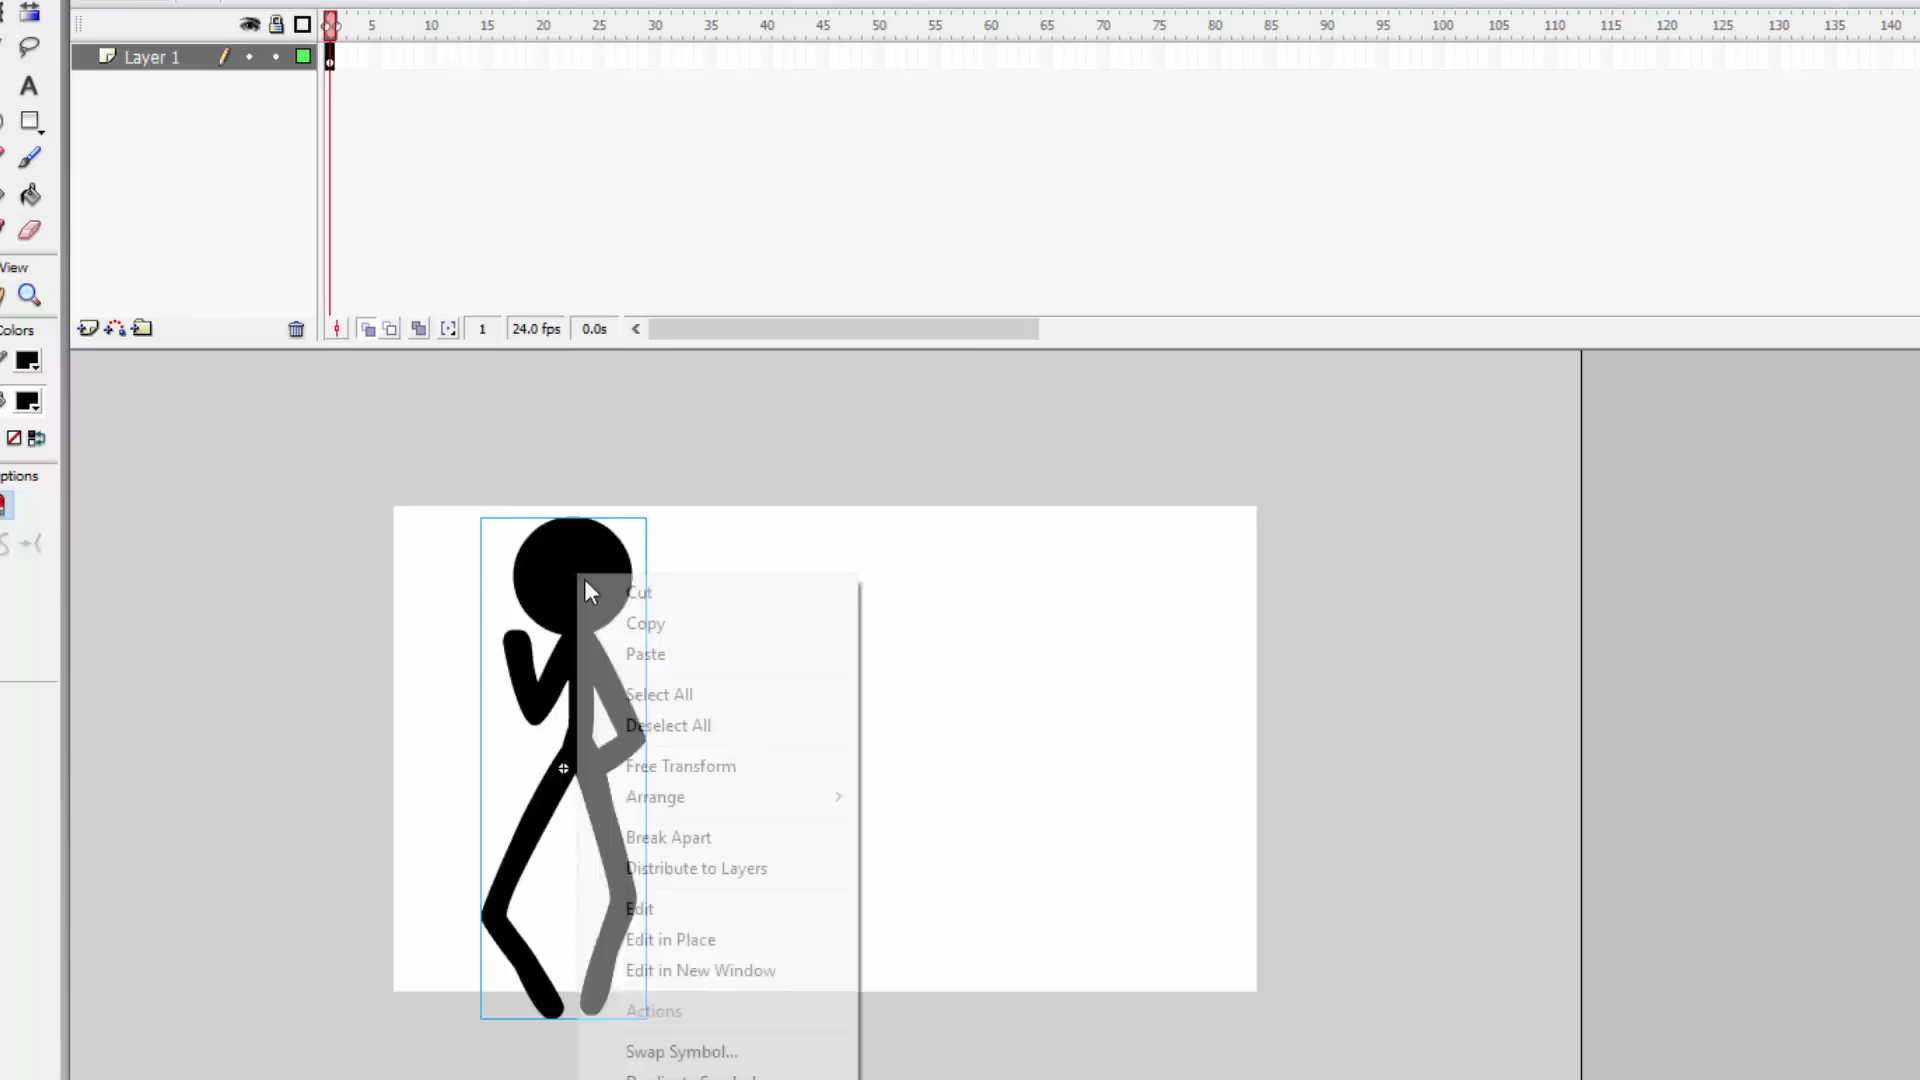 5 10 15 20 25 30 35 40 45 50 55 60 65 70 75 80 85 90 95 100 105 110 115 120 125 130 135 140
Layer 1
A
View
Colors
ptions
1 24.0 fps 0.0s
Cut
Copy
Paste
Select All
Deselect All
Free Transform
Arrange
Break Apart
Distribute to Layers
Edit
Edit in Place
Edit in New Window
Actions
Swap Symbol...